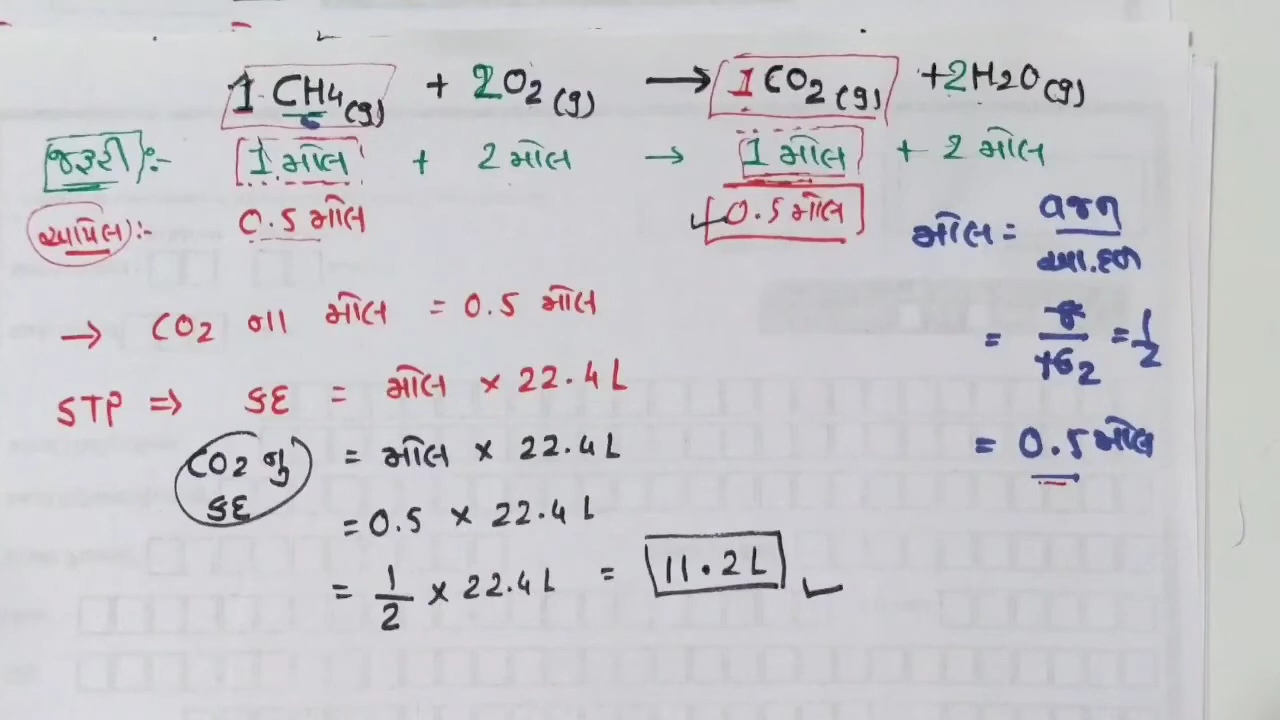 1 CH4(g) + 2O2(g) → 1CO2(g) + 2H2O(g)
જરૂરી :- 1 મોલ + 2 મોલ → 1 મોલ + 2 મોલ
આપેલ :- 0.5 મોલ 0.5 મોલ
મોલ = વજન / આ.દળ
= 8 / 16 2 = 1/2
= 0.5 મોલ
→ CO2 ના મોલ = 0.5 મોલ
STP ⇒ કદ = મોલ × 22.4 L
CO2 નુ કદ = મોલ × 22.4 L
= 0.5 × 22.4 L
= 1/2 × 22.4 L = 11.2 L ✓